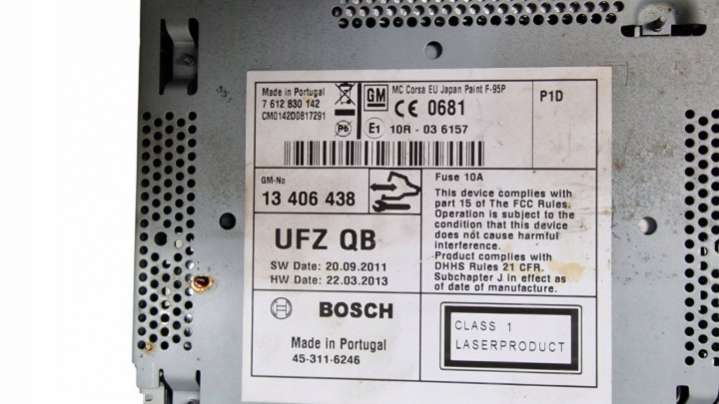 Made in Portugal
7 612 830 142
CM0142D0817291
Pb
GM
MC Corsa EU Japan Paint F-95P
CE 0681
E1 10R - 03 6157
P1D
GM-No
13 406 438
UFZ QB
SW Date: 20.09.2011
HW Date: 22.03.2013
BOSCH
Made in Portugal
45-311-6246
Fuse 10A
This device complies with
part 15 of The FCC Rules.
Operation is subject to the
condition that this device
does not cause harmful
interference.
Product complies with
DHHS Rules 21 CFR.
Subchapter J in effect as
of date of manufacture.
CLASS 1
LASERPRODUCT